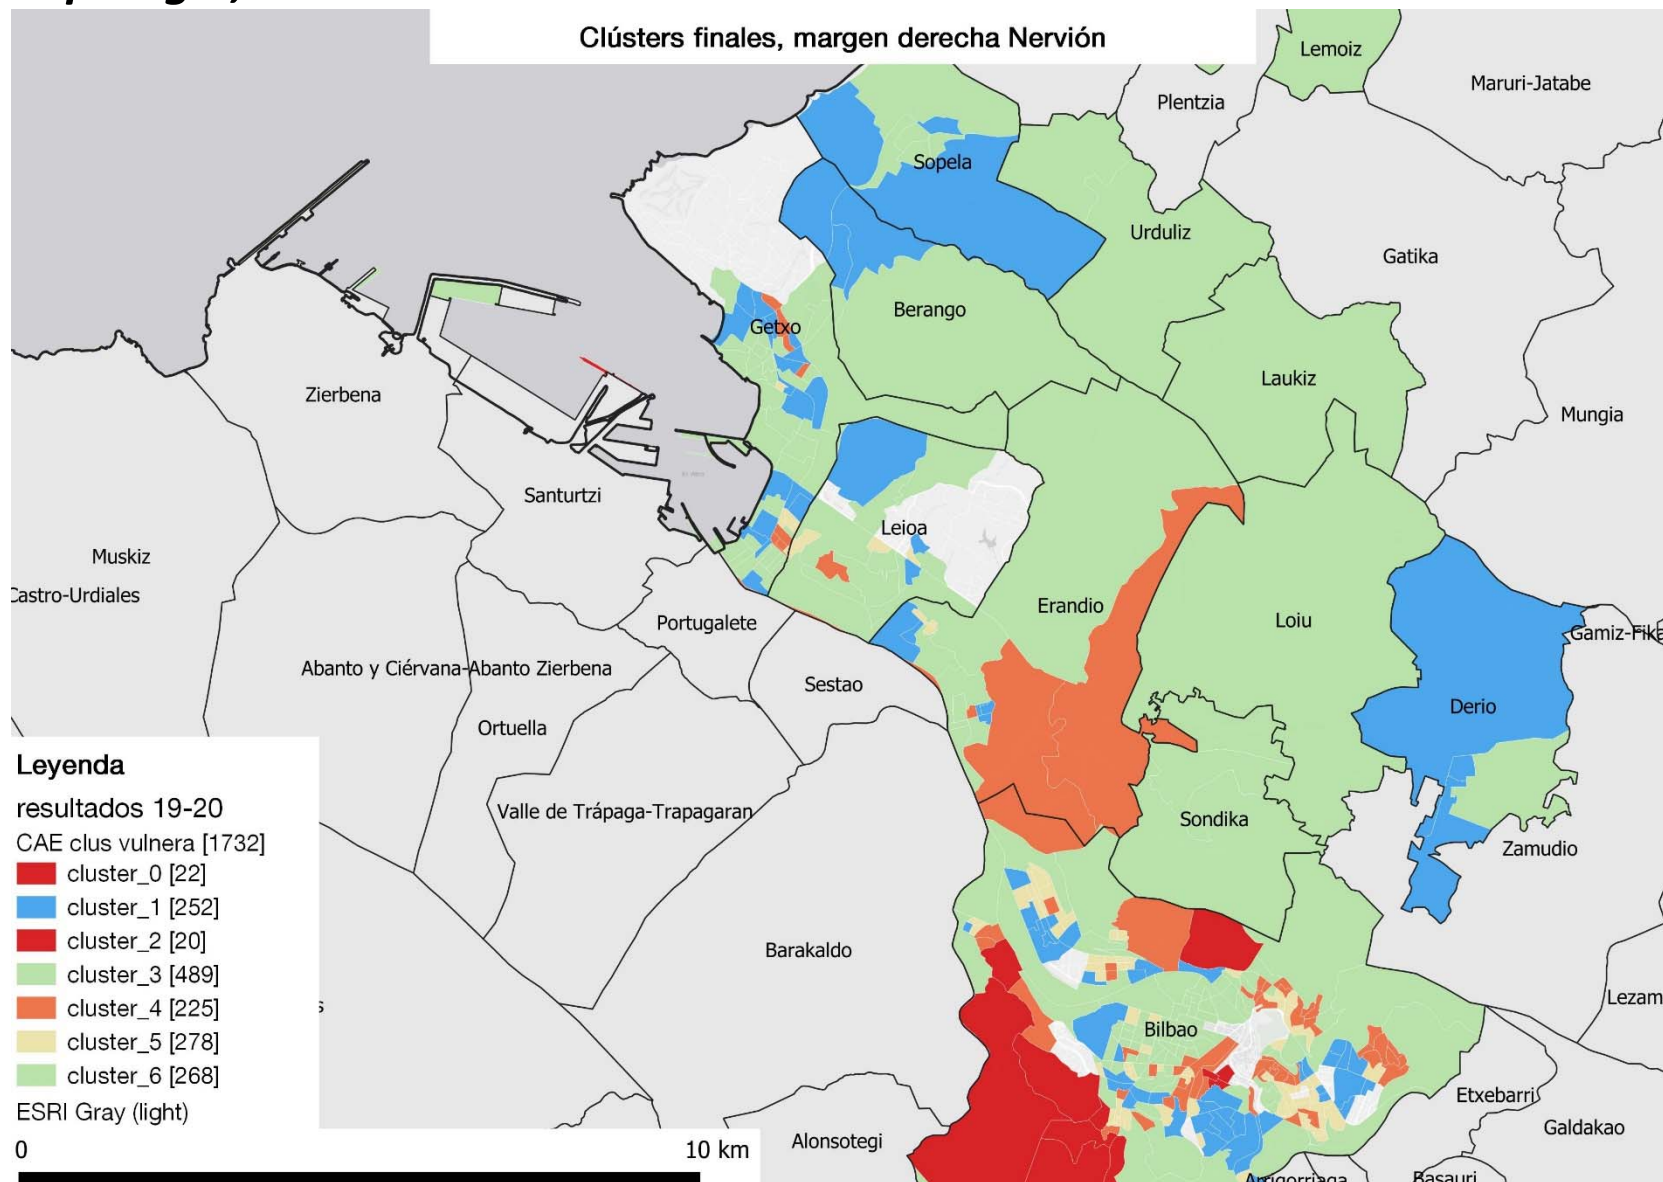 Clústers finales, margen derecha Nervión
Lemoiz
Maruri-Jatabe
Plentzia
Sopela
Urduliz
Gatika
Berango
Getxo
Laukiz
Zierbena
Mungia
Santurtzi
Leioa
Muskiz
Castro-Urdiales
Erandio
Loiu
Portugalete
Gamiz-Fika
Abanto y Ciérvana-Abanto Zierbena
Sestao
Derio
Ortuella
Valle de Trápaga-Trapagaran
Sondika
Zamudio
Barakaldo
Lezam
Bilbao
Etxebarri
Galdakao
Alonsotegi
Arrigorriaga
Basauri
Leyenda
resultados 19-20
CAE clus vulnera [1732]
cluster_0 [22]
cluster_1 [252]
cluster_2 [20]
cluster_3 [489]
cluster_4 [225]
cluster_5 [278]
cluster_6 [268]
ESRI Gray (light)
0 10 km